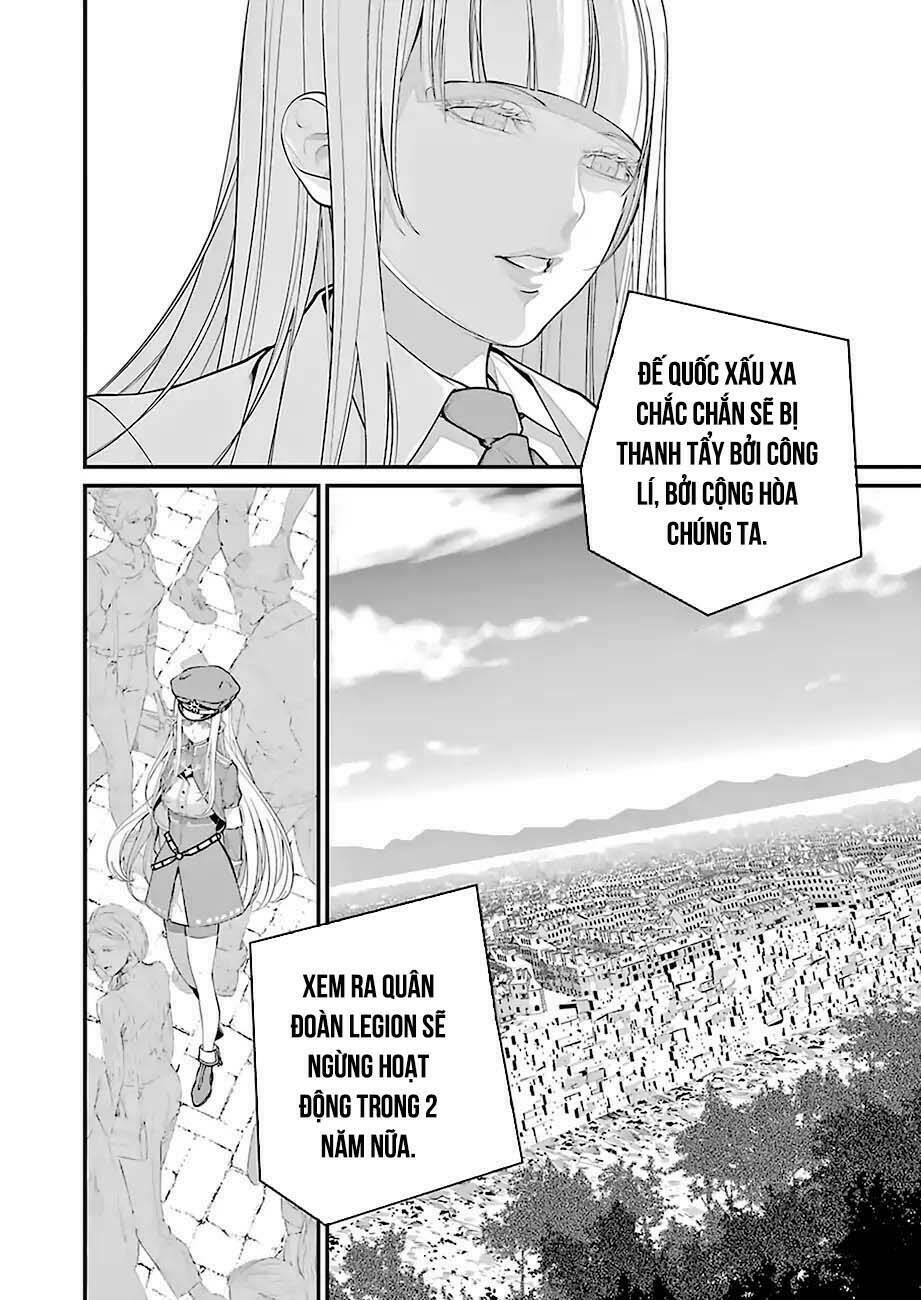 ĐẾ QUỐC XẤU XA
CHẮC CHẮN SẼ BỊ
THANH TẨY BỞI CÔNG
LÍ, BỞI CỘNG HÒA
CHÚNG TA.
XEM RA QUÂN
ĐOÀN LEGION SẼ
NGỪNG HOẠT
ĐỘNG TRONG 2
NĂM NỮA.